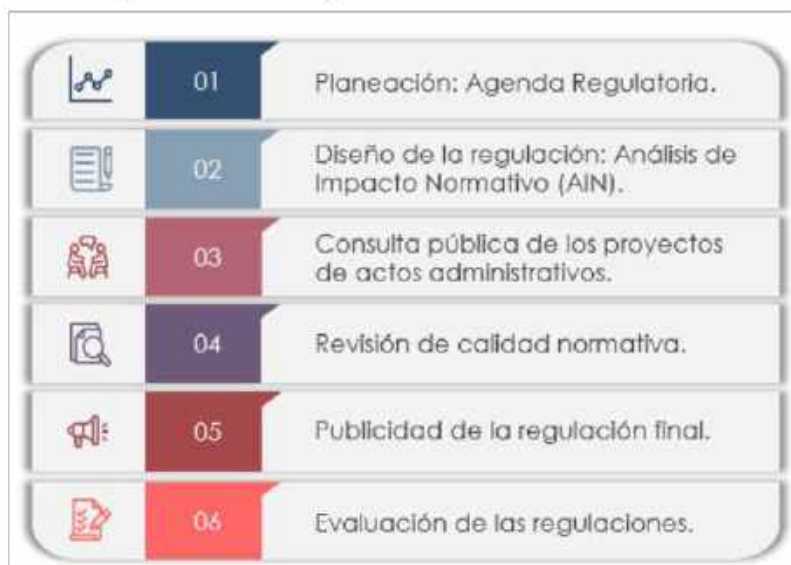 01
Planeación: Agenda Regulatoria.
02
Diseño de la regulación: Análisis de
Impacto Normativo (AIN).
03
Consulta pública de los proyectos
de actos administrativos.
04
Revisión de calidad normativa.
05
Publicidad de la regulación final.
06
Evaluación de las regulaciones.